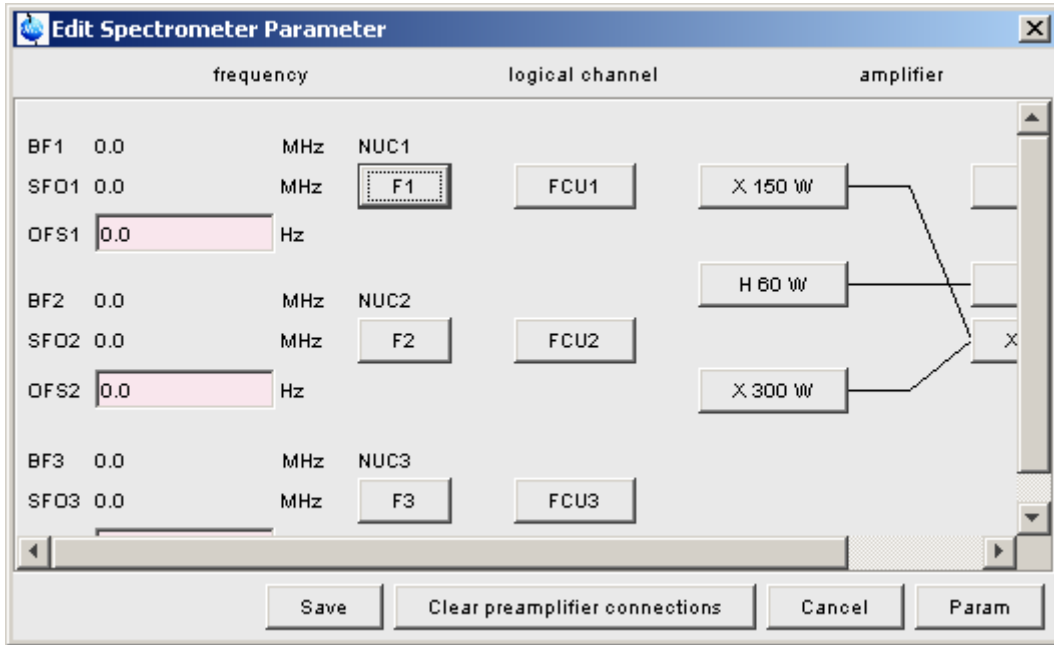 Edit Spectrometer Parameter
frequency logical channel amplifier
BF1 0.0 MHz NUC1
SFO1 0.0 MHz F1 FCU1 X 150 W
OFS1 0.0 Hz
H 60 W
BF2 0.0 MHz NUC2
SFO2 0.0 MHz F2 FCU2 X
OFS2 0.0 Hz X 300 W
BF3 0.0 MHz NUC3
SFO3 0.0 MHz F3 FCU3
Save Clear preamplifier connections Cancel Param